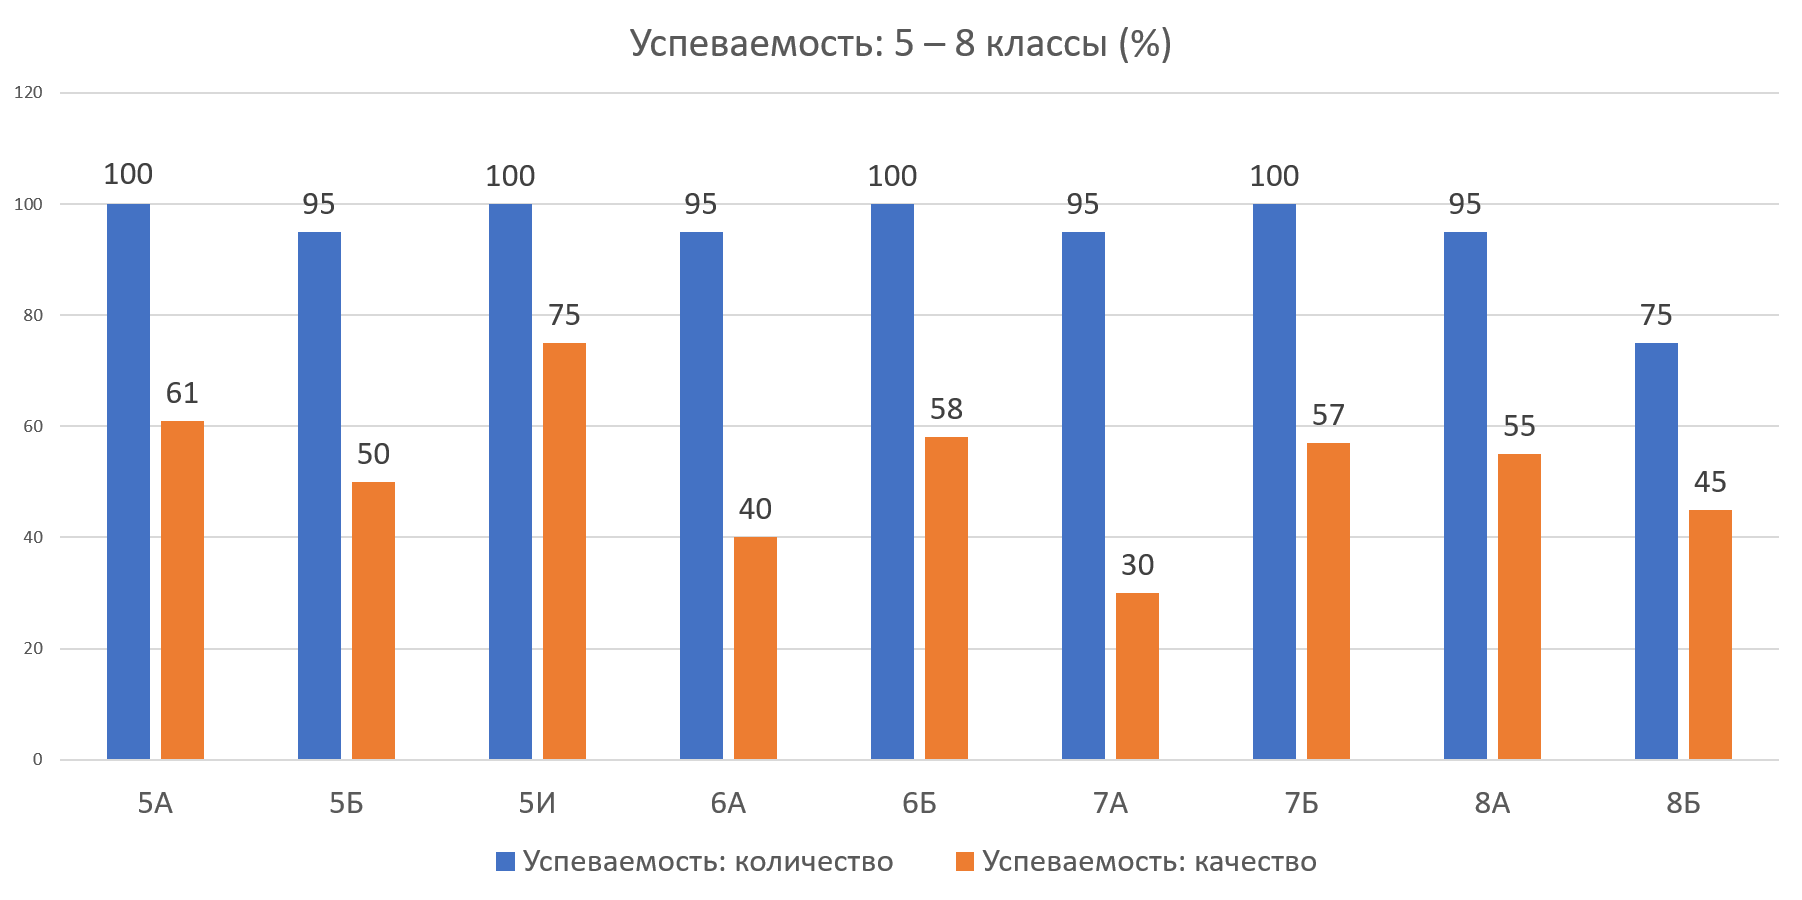 Успеваемость: 5 – 8 классы (%)
120
100
80
60
40
20
0
100
61
95
50
100
75
95
40
100
58
95
30
100
57
95
55
75
45
5А
5Б
5И
6А
6Б
7А
7Б
8А
8Б
Успеваемость: количество
Успеваемость: качество